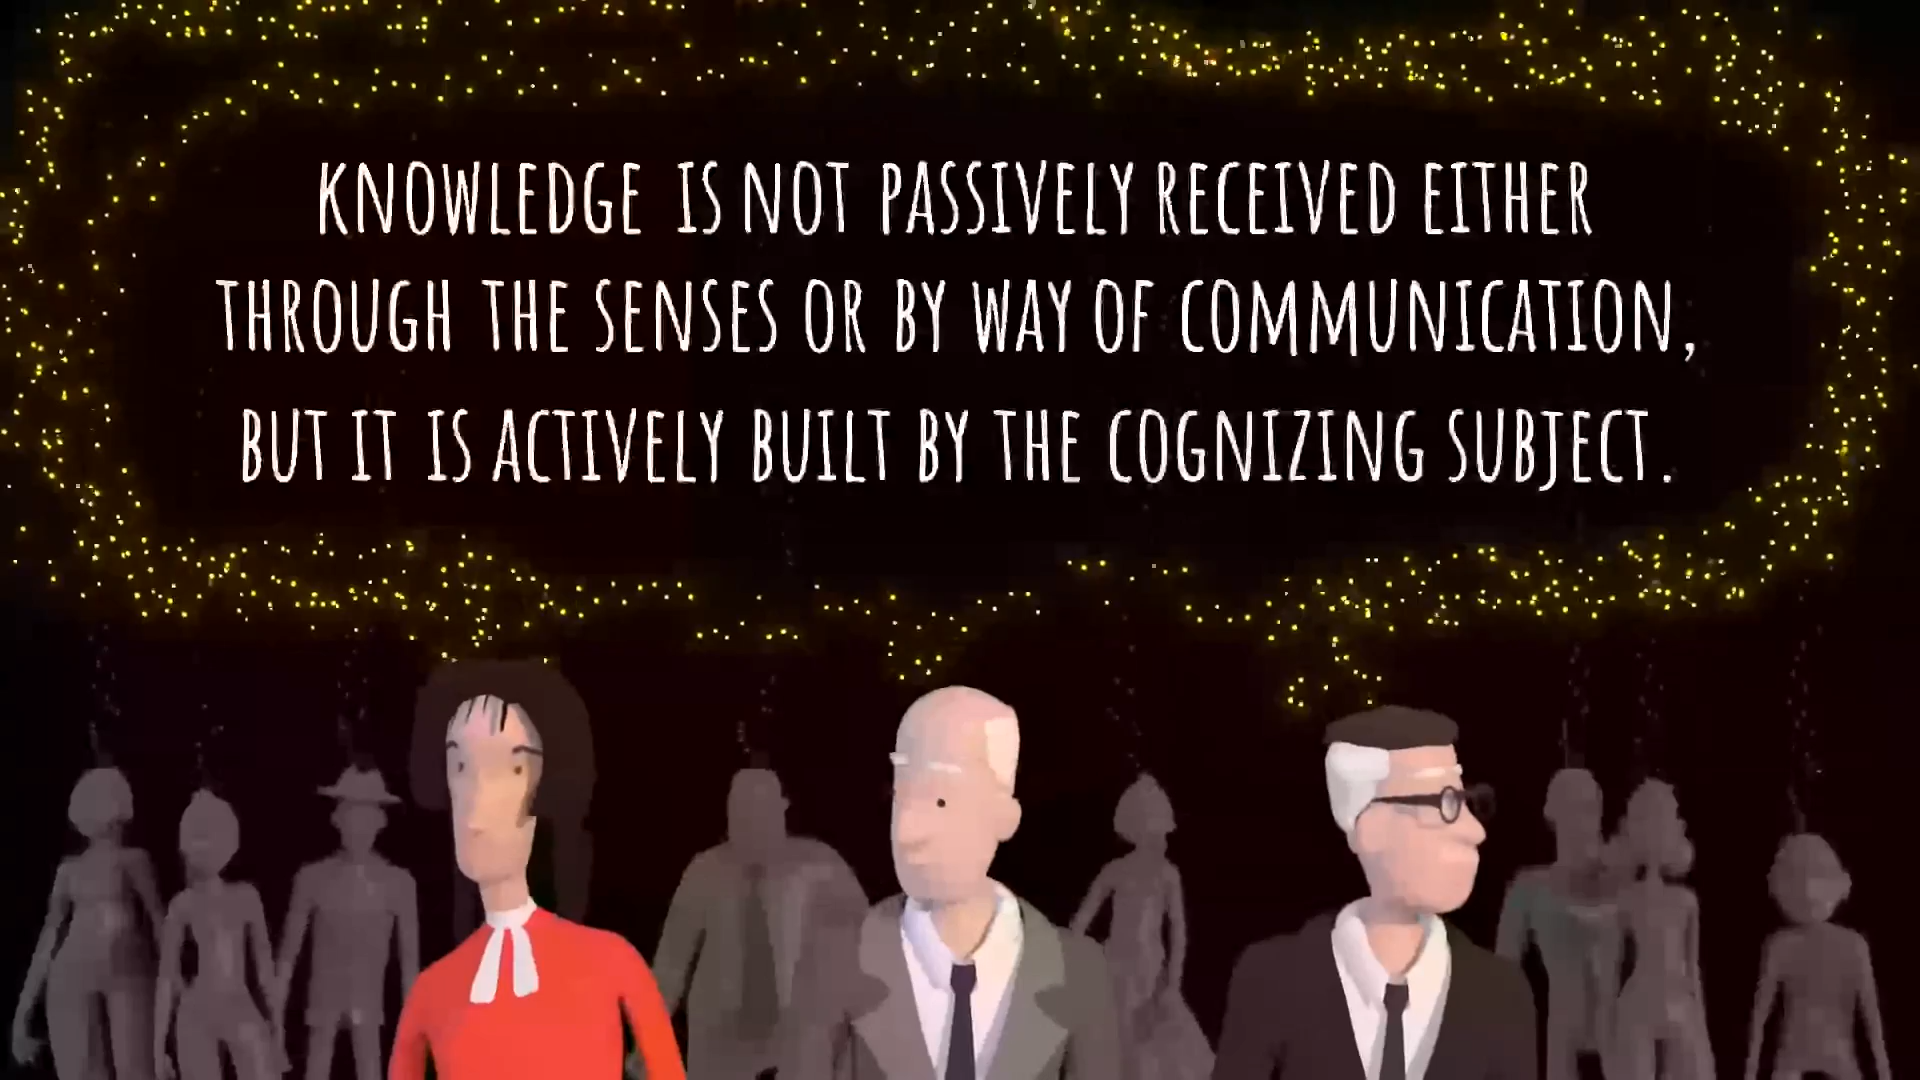 KNOWLEDGE IS NOT PASSIVELY RECEIVED EITHER
THROUGH THE SENSES OR BY WAY OF COMMUNICATION,
BUT IT IS ACTIVELY BUILT BY THE COGNIZING SUBJECT.